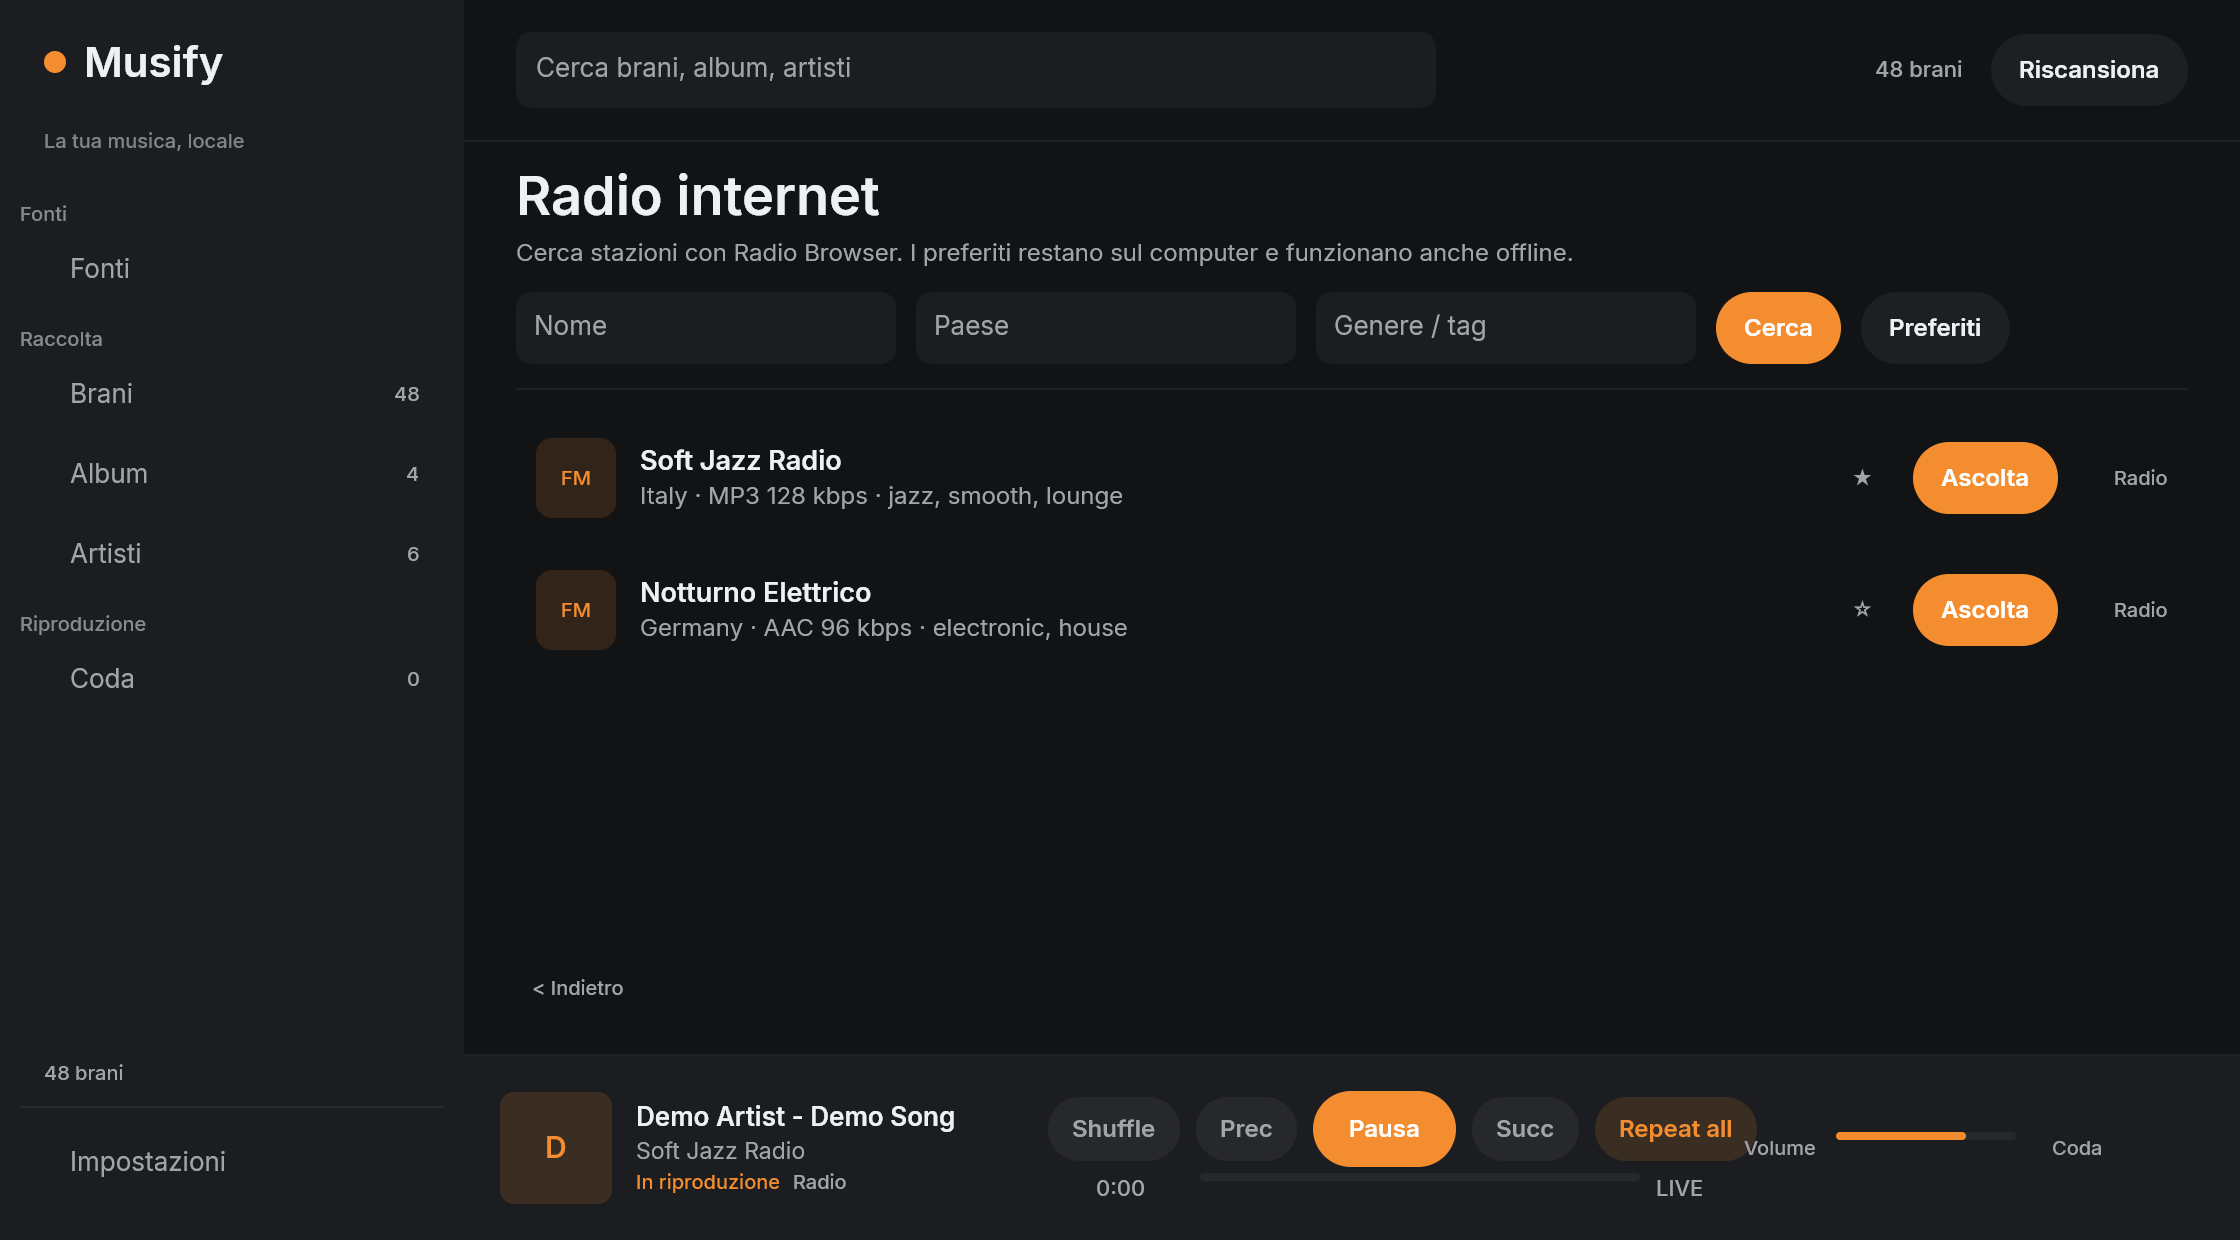 Musify
La tua musica, locale
Fonti
Fonti
Raccolta
Brani 48
Album 4
Artisti 6
Riproduzione
Coda 0
48 brani
Impostazioni
Cerca brani, album, artisti
48 brani
Riscansiona
Radio internet
Cerca stazioni con Radio Browser. I preferiti restano sul computer e funzionano anche offline.
Nome
Paese
Genere / tag
Cerca
Preferiti
FM
Soft Jazz Radio
Italy · MP3 128 kbps · jazz, smooth, lounge
★
Ascolta
Radio
FM
Notturno Elettrico
Germany · AAC 96 kbps · electronic, house
☆
Ascolta
Radio
< Indietro
D
Demo Artist - Demo Song
Soft Jazz Radio
In riproduzione Radio
Shuffle
Prec
Pausa
Succ
Repeat all
0:00
LIVE
Volume
Coda